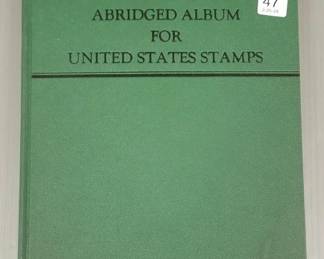 47
ABRIDGED ALBUM
FOR
UNITED STATES STAMPS